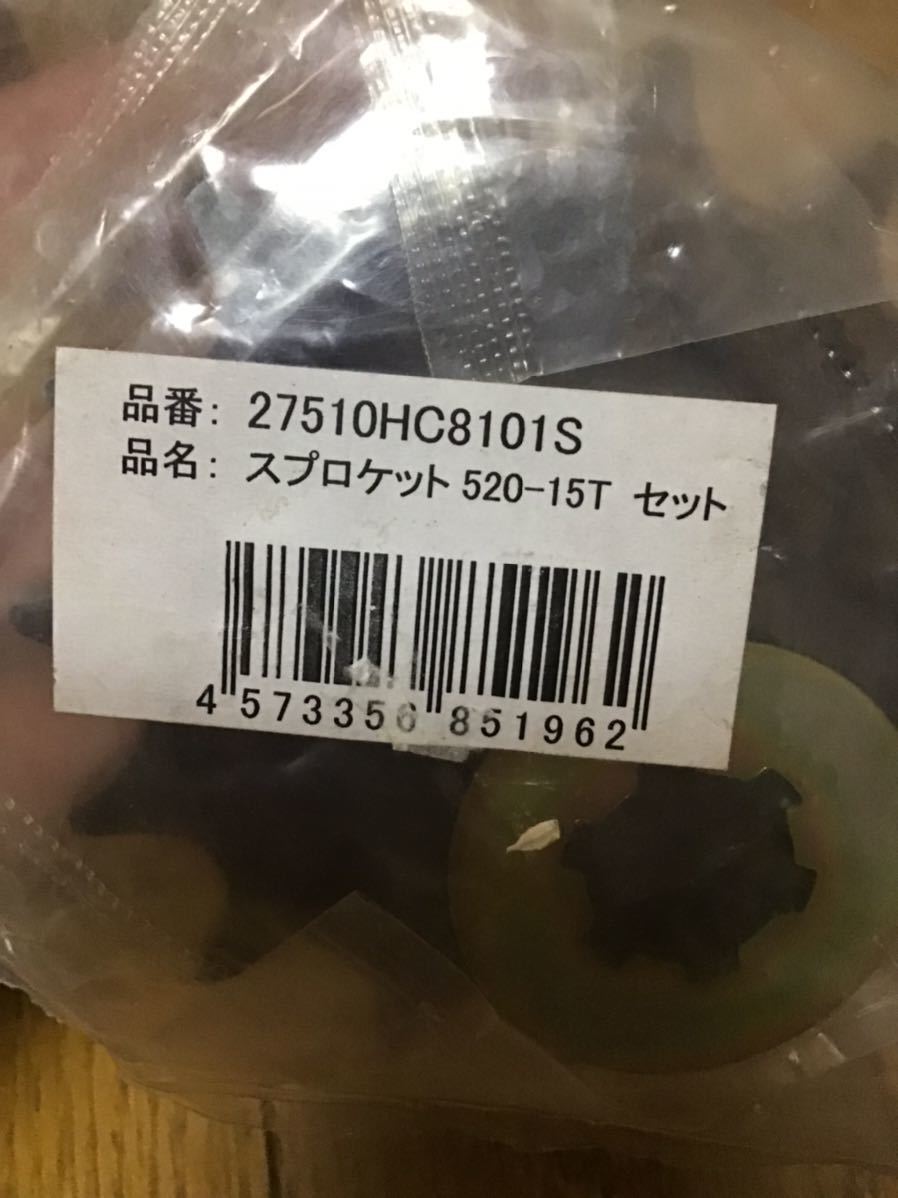 品番: 27510HC8101S
品名: スプロケット 520-15T セット
4 573356 851962